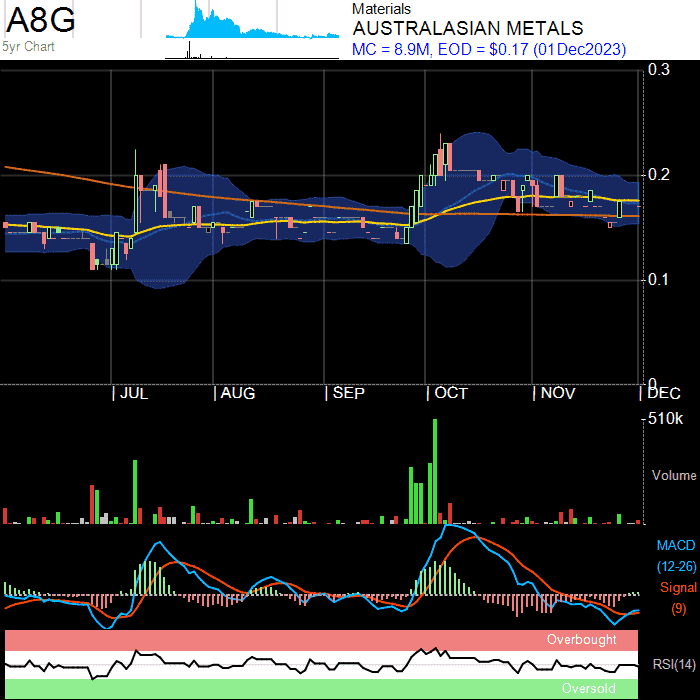 A8G
5yr Chart
Materials
AUSTRALASIAN METALS
MC = 8.9M, EOD = $0.17 (01Dec2023)
0.3
0.2
0.1
0
JUL
AUG
SEP
OCT
NOV
DEC
510k
Volume
MACD
(12-26)
Signal
(9)
Overbought
RSI(14)
Oversold